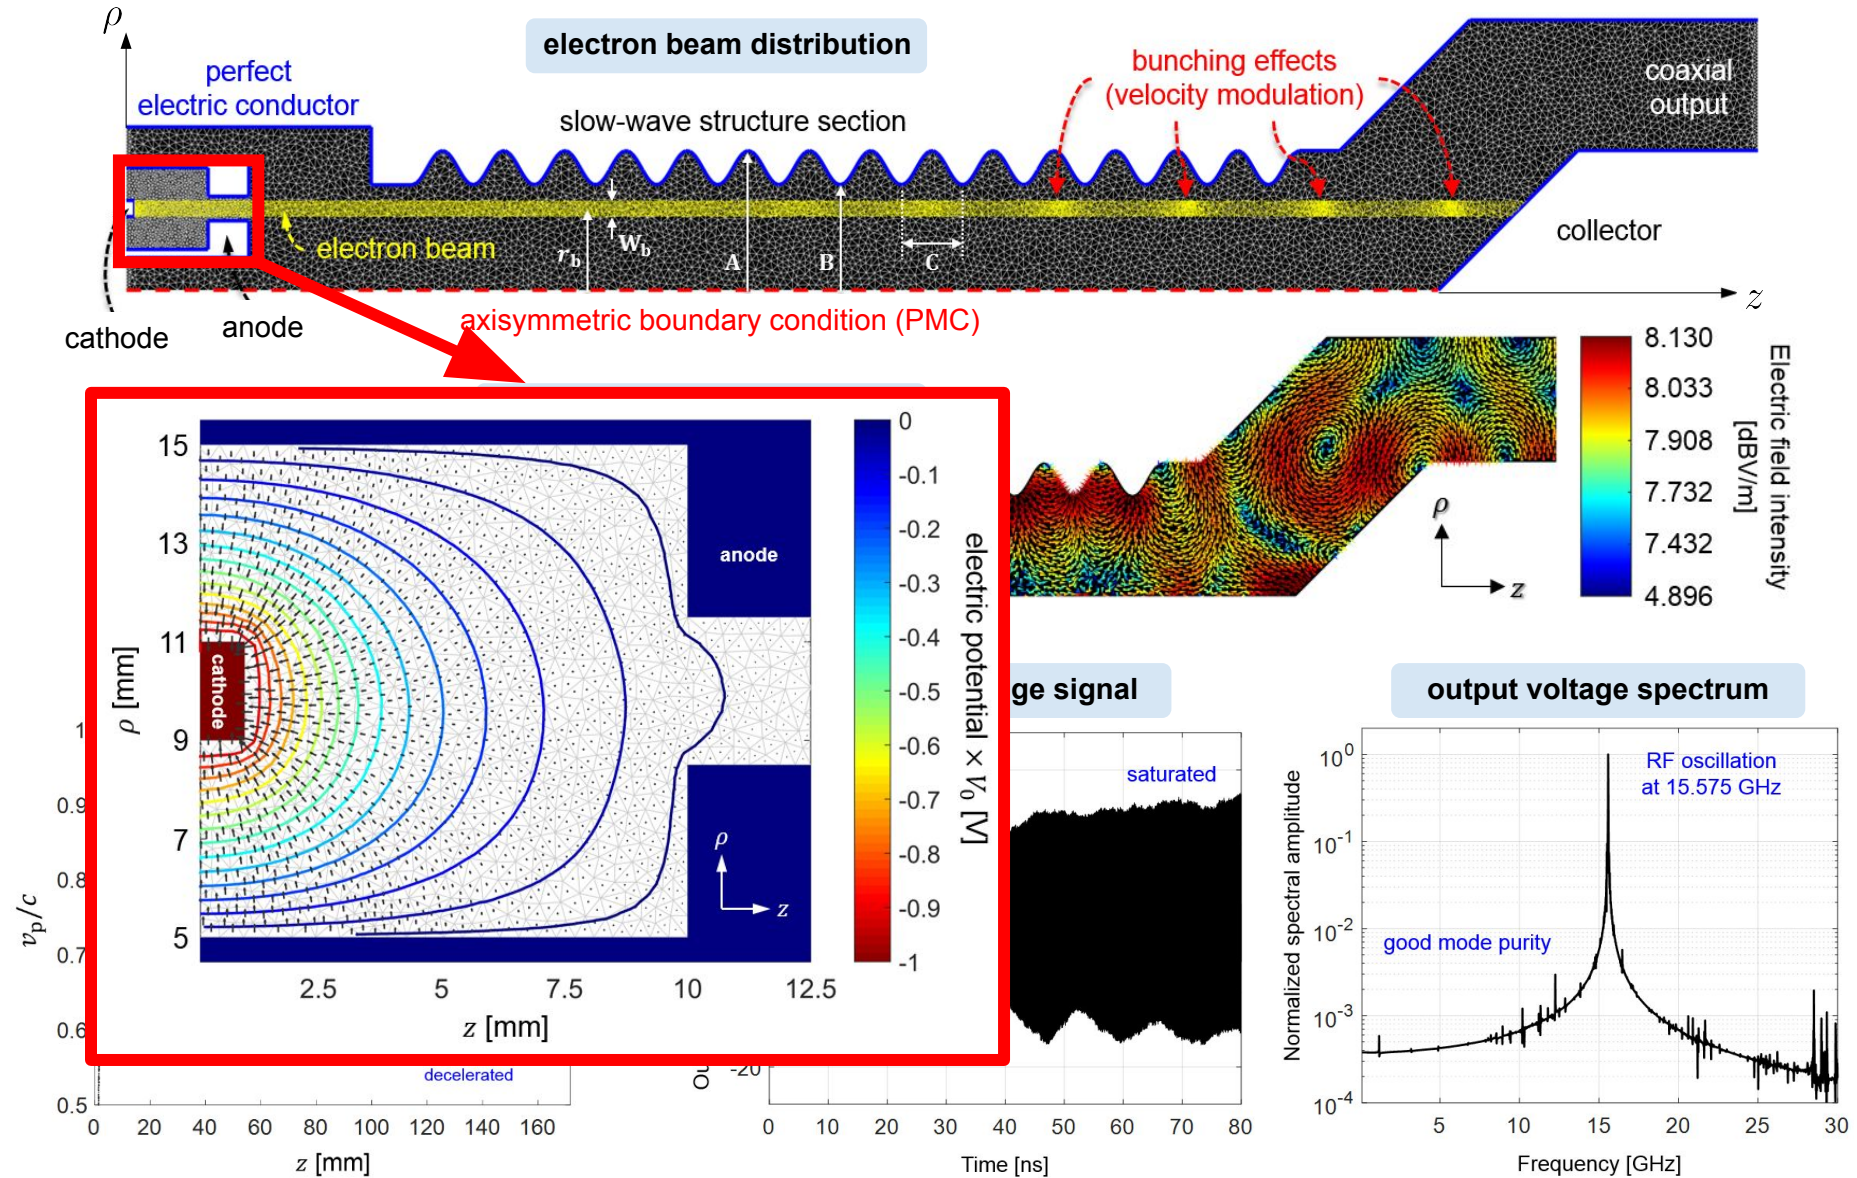 ρ
electron beam distribution
perfect
electric conductor
slow-wave structure section
bunching effects
(velocity modulation)
coaxial
output
electron beam
r_b
W_b
A
B
C
collector
z
cathode
anode
axisymmetric boundary condition (PMC)
8.130
8.033
7.908
7.732
7.432
4.896
Electric field intensity
[dBV/m]
ρ
z
15
13
11
9
7
5
ρ [mm]
cathode
anode
ρ
z
2.5
5
7.5
10
12.5
z [mm]
0
-0.1
-0.2
-0.3
-0.4
-0.5
-0.6
-0.7
-0.8
-0.9
-1
electric potential × V₀ [V]
1
0.9
0.8
0.7
0.6
0.5
v_p/c
decelerated
0
20
40
60
80
100
120
140
160
z [mm]
ge signal
saturated
-20
Ou
0
10
20
30
40
50
60
70
80
Time [ns]
output voltage spectrum
RF oscillation
at 15.575 GHz
good mode purity
10⁰
10⁻¹
10⁻²
10⁻³
10⁻⁴
Normalized spectral amplitude
5
10
15
20
25
30
Frequency [GHz]